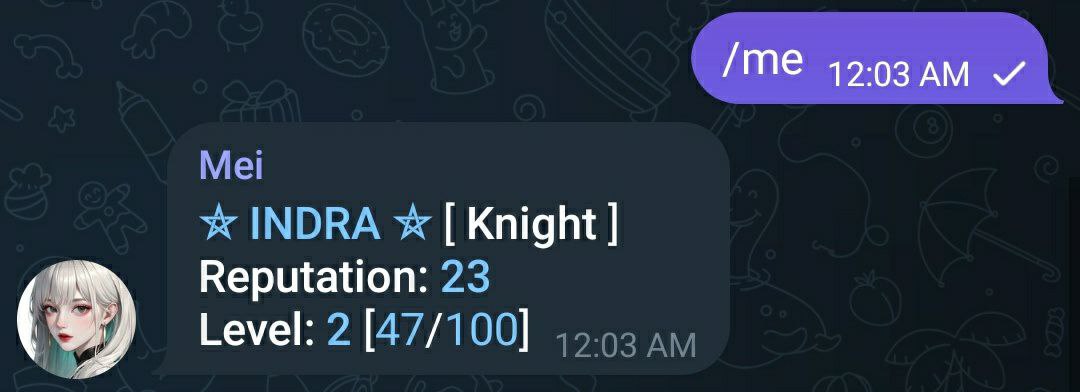 /me 12:03 AM
Mei
☆ INDRA ☆ [ Knight ]
Reputation: 23
Level: 2 [47/100] 12:03 AM